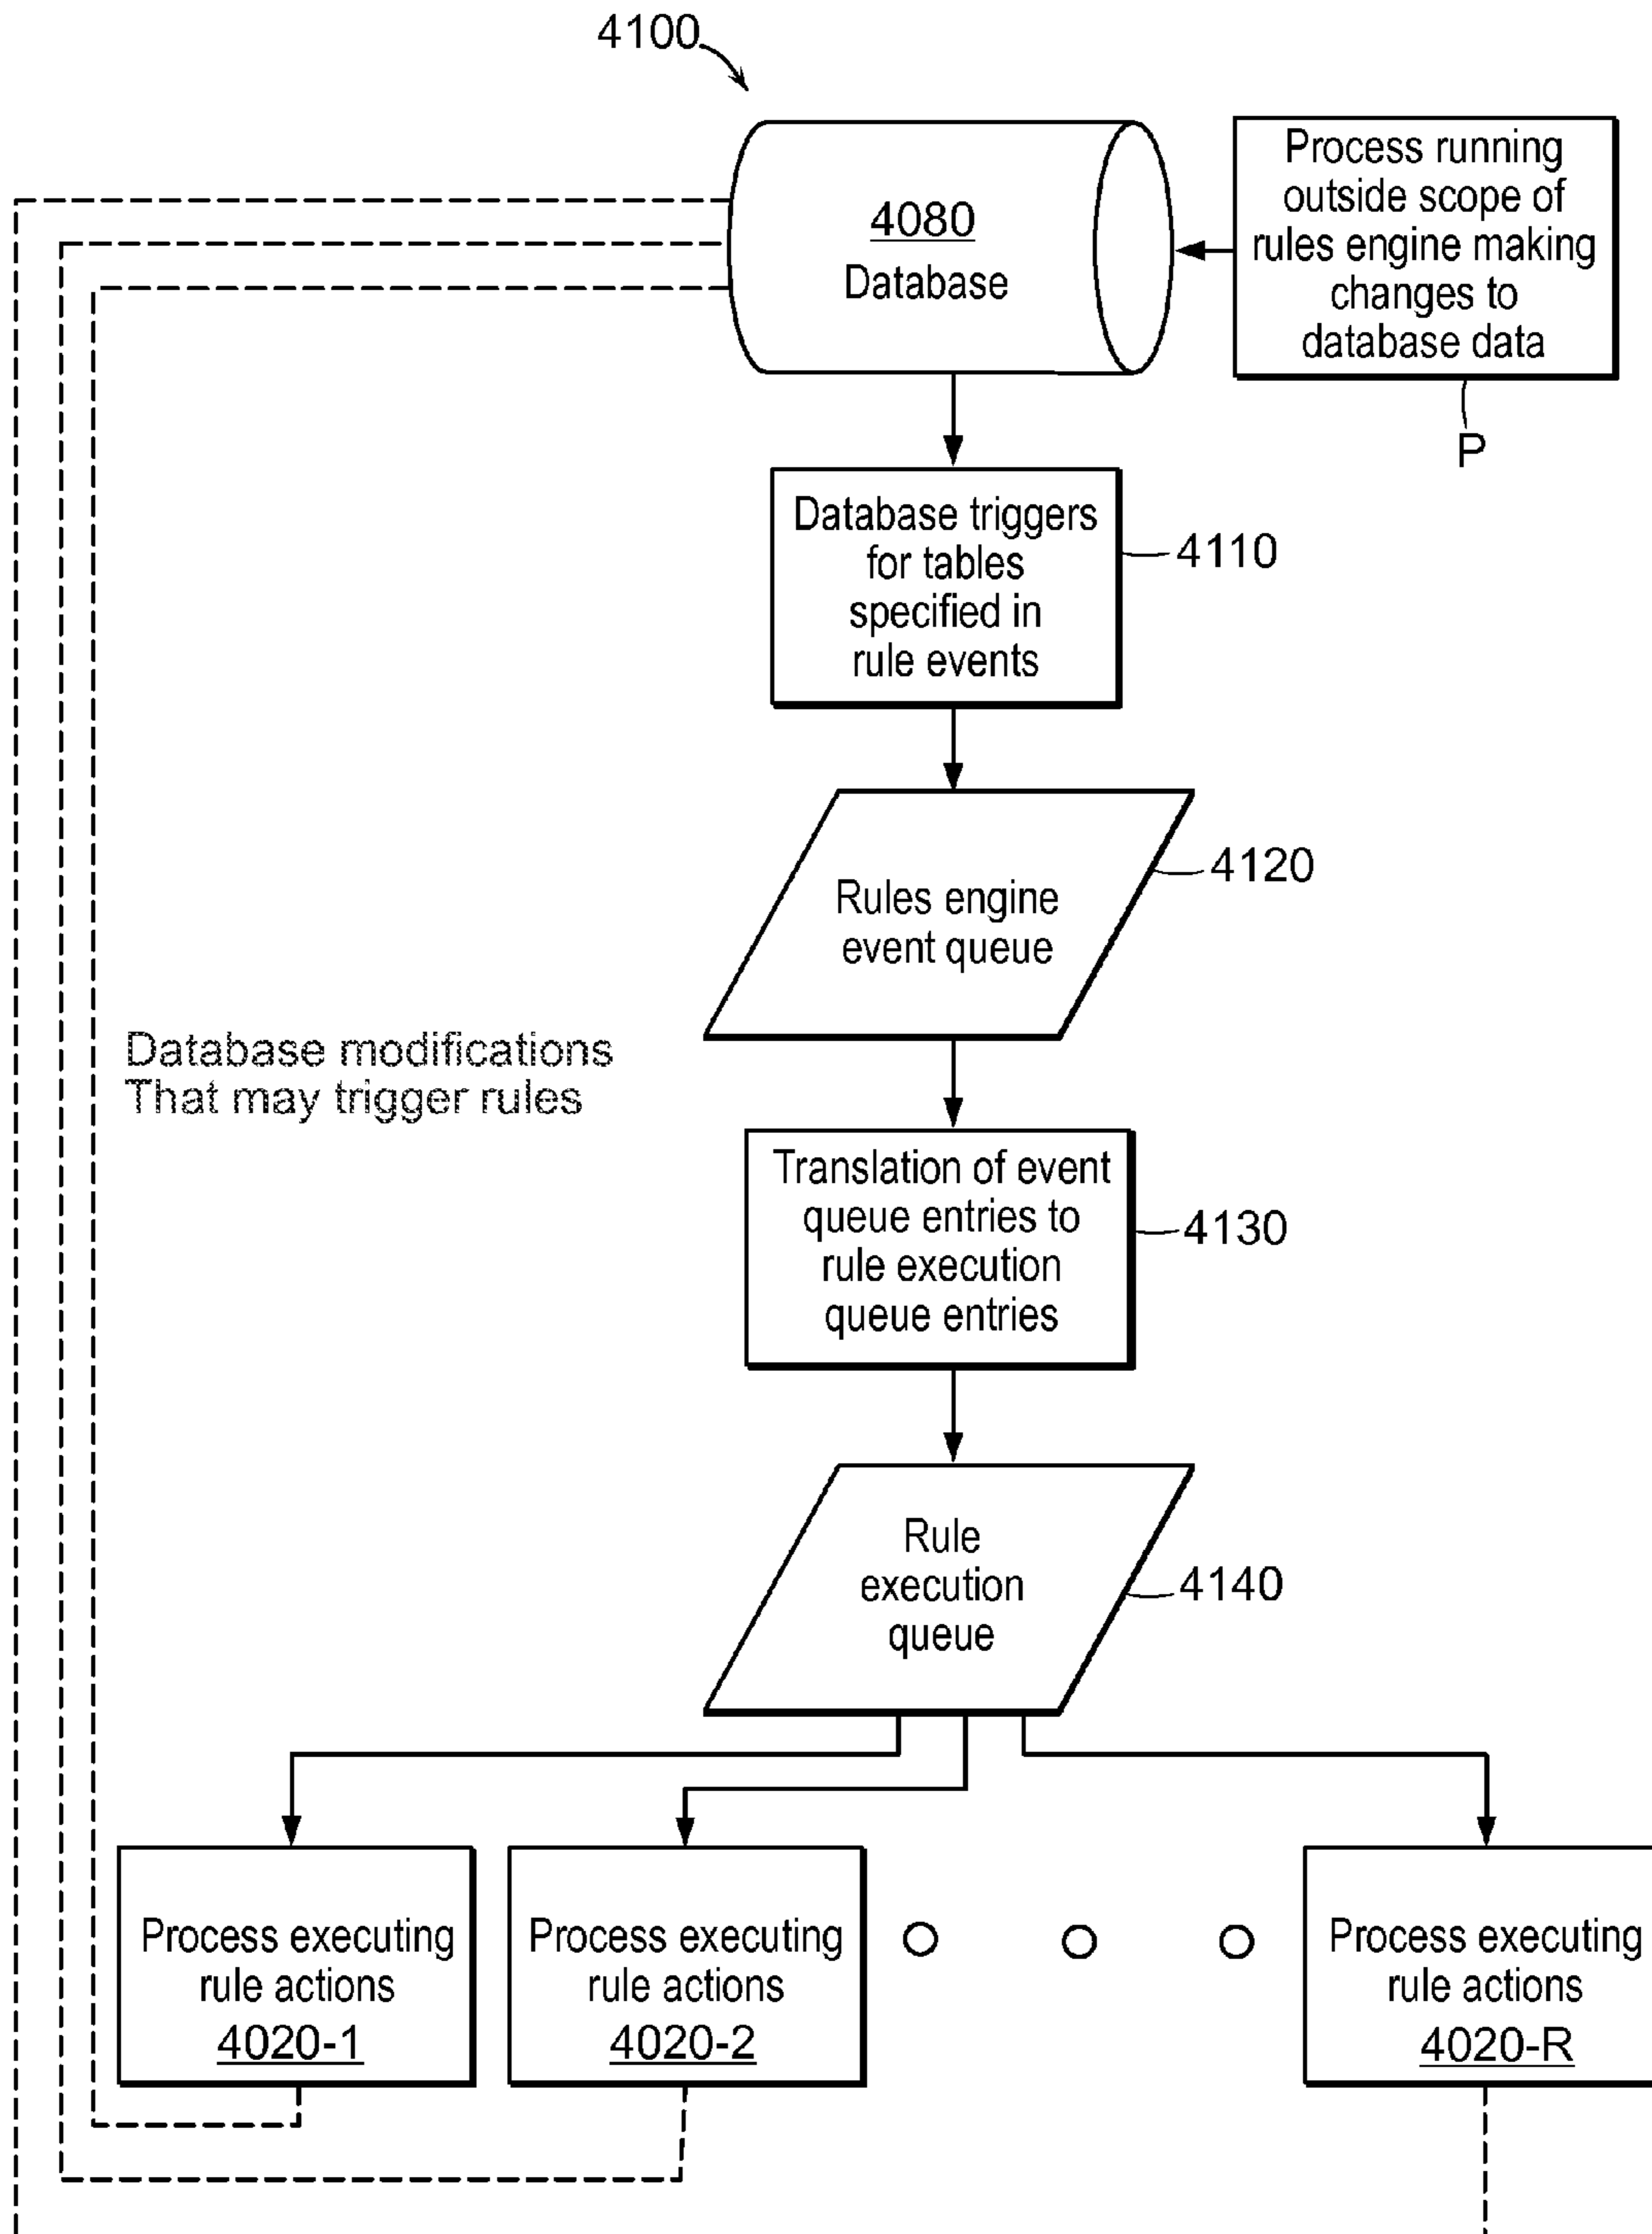 4100
4080
Database
Process running
outside scope of
rules engine making
changes to
database data
P
Database triggers
for tables
specified in
rule events
4110
Rules engine
event queue
4120
Database modifications
That may trigger rules
Translation of event
queue entries to
rule execution
queue entries
4130
Rule
execution
queue
4140
Process executing
rule actions
4020-1
Process executing
rule actions
4020-2
Process executing
rule actions
4020-R